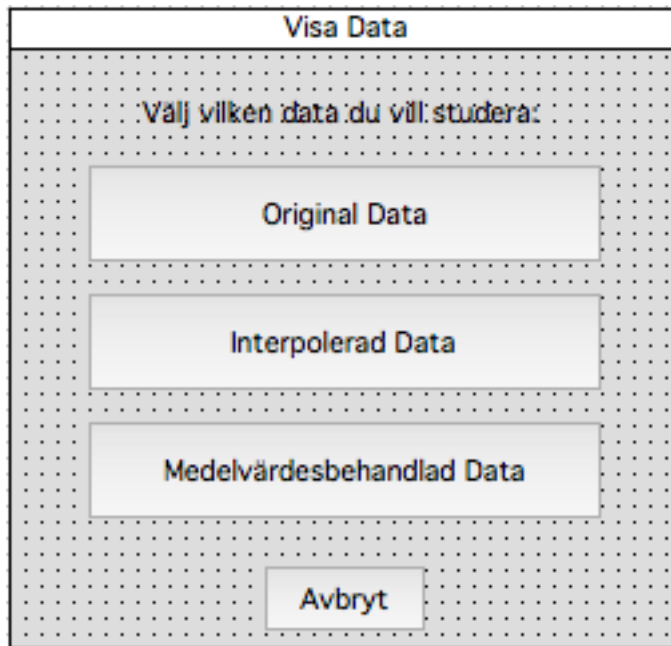 Visa Data
Välj vilken data du vill studera:
Original Data
Interpolerad Data
Medelvärdesbehandlad Data
Avbryt